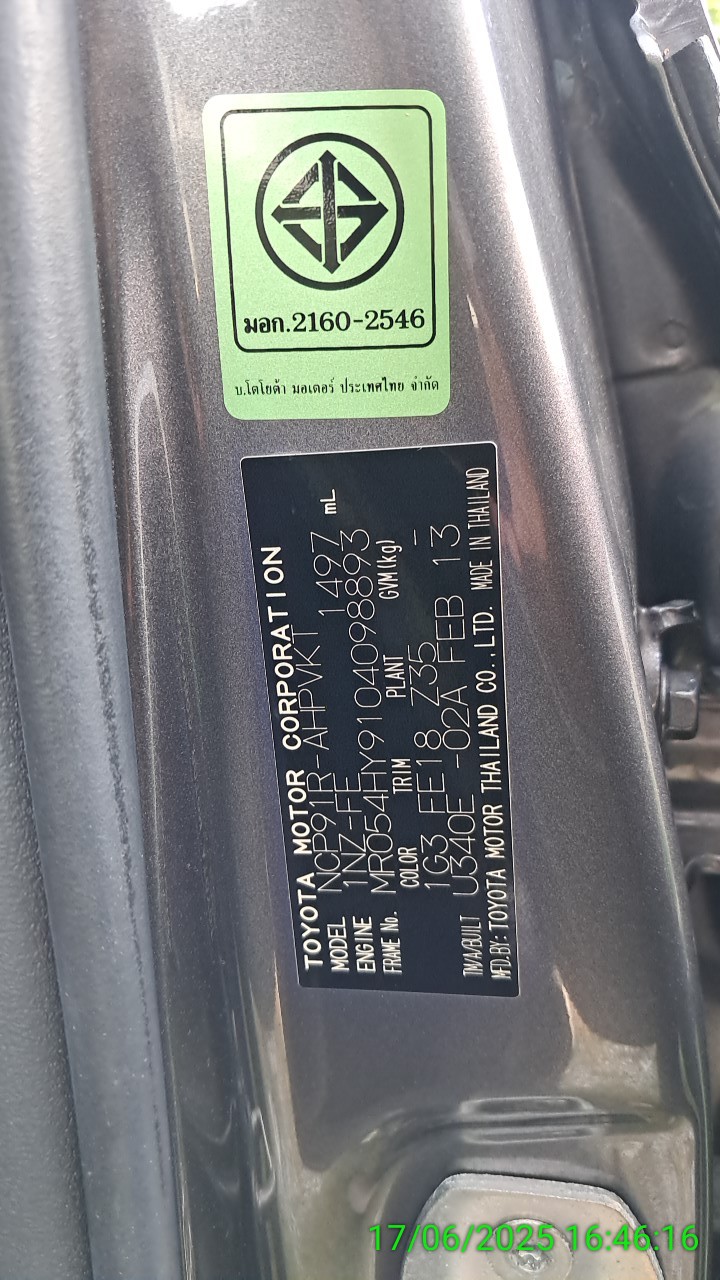 มอก.2160-2546
บ.โตโยต้า มอเตอร์ ประเทศไทย จำกัด
TOYOTA MOTOR CORPORATION
MODEL NCP91R-AHPVKT 1497 mL
ENGINE 1NZ-FE
FRAME No. MR054HY9104098893
COLOR TRIM PLANT GVM(kg)
1G3 FE18 Z35 -
TM/A/BUILT U340E -02A FEB 13
MFD.BY: TOYOTA MOTOR THAILAND CO.,LTD. MADE IN THAILAND
17/06/2025 16:46:16